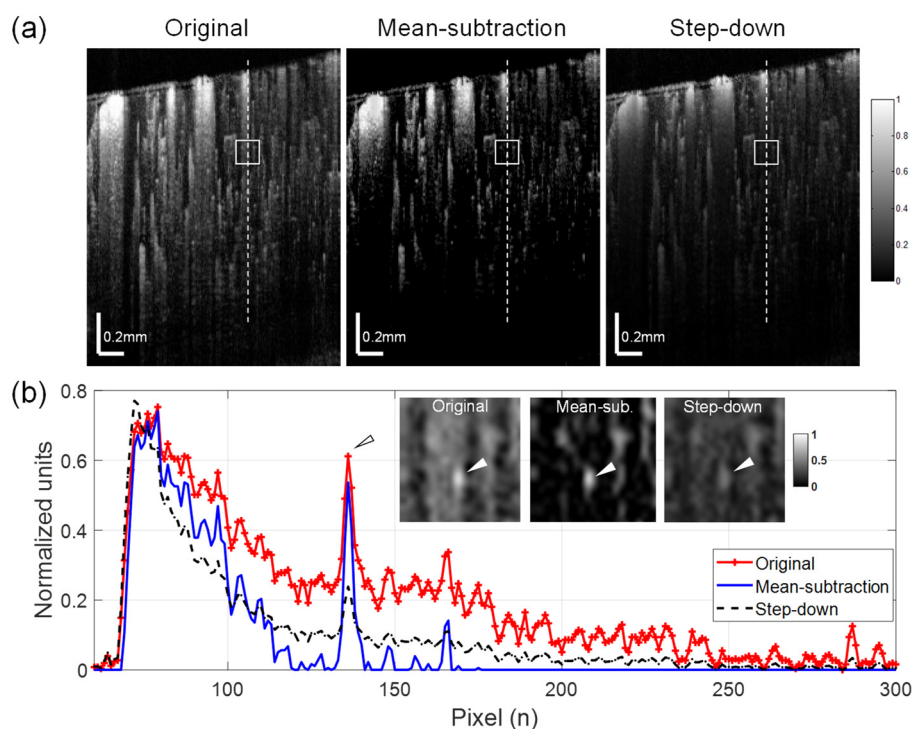 (a)
Original
Mean-subtraction
Step-down
0.2mm
0.2mm
0.2mm
1
0.8
0.6
0.4
0.2
0
(b)
Normalized units
0.8
0.6
0.4
0.2
0
Original
Mean-sub.
Step-down
1
0.5
0
Original
Mean-subtraction
Step-down
100
150
200
250
300
Pixel (n)